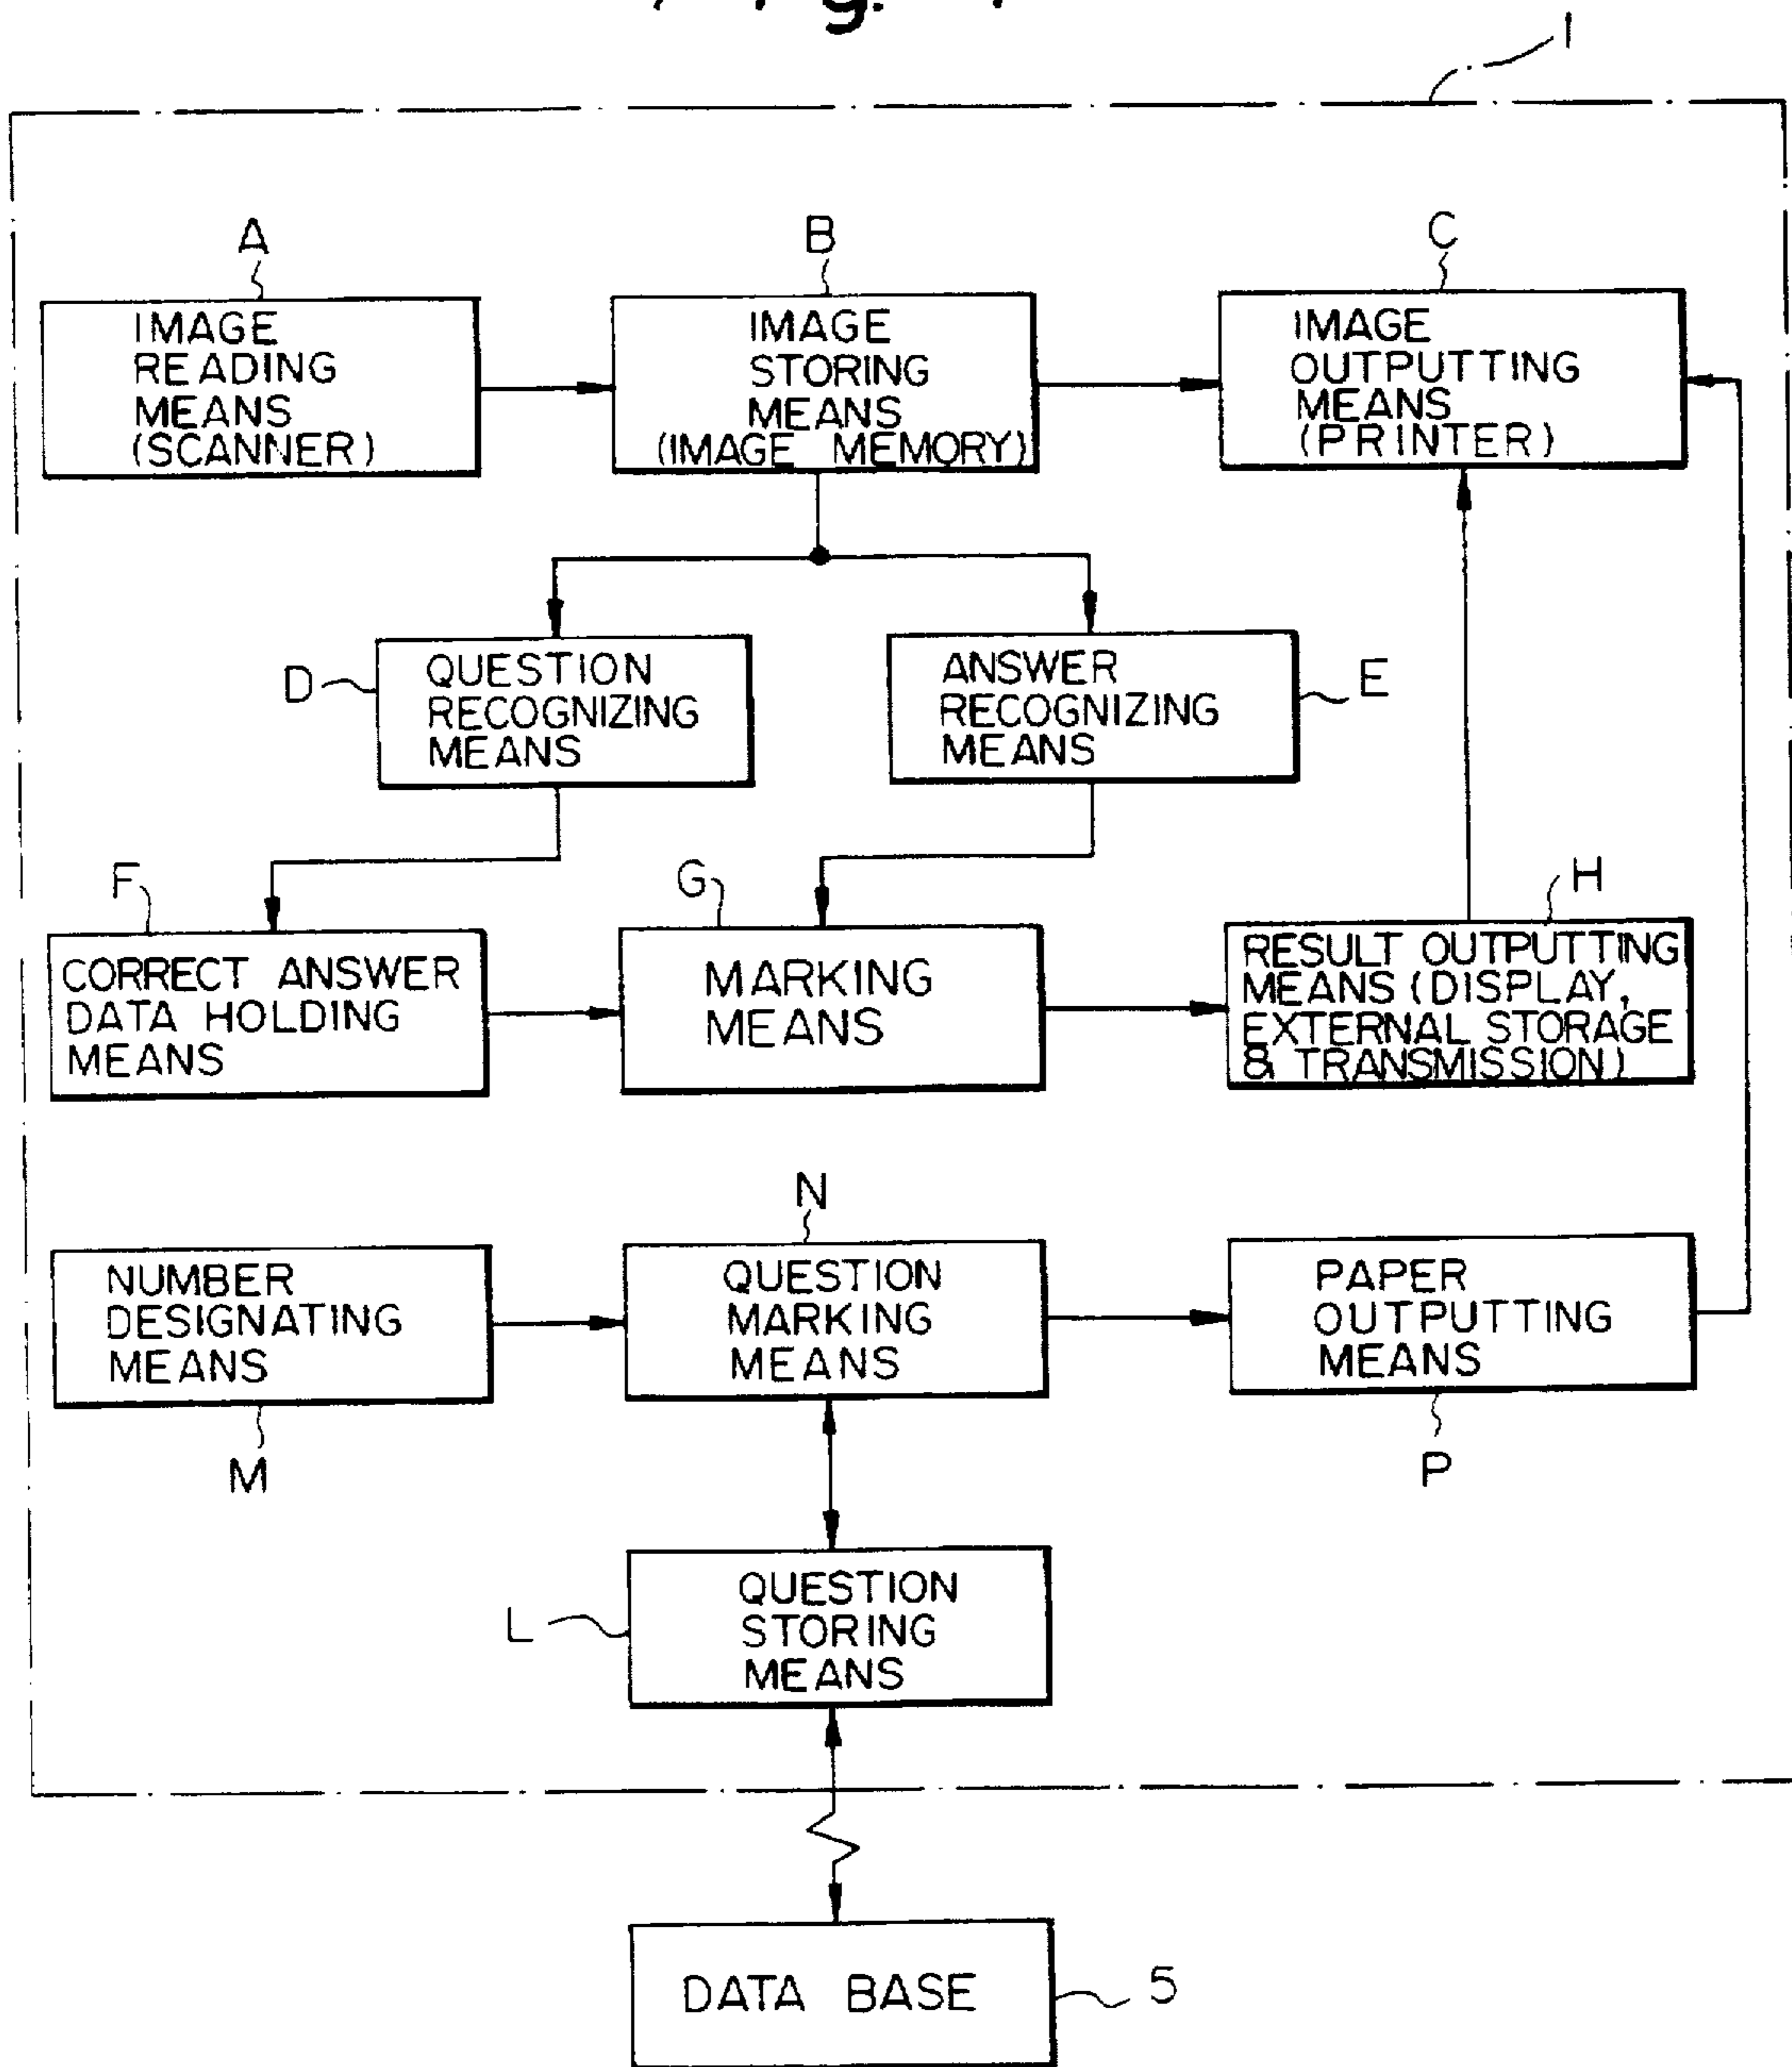 1
A
B
C
IMAGE
READING
MEANS
(SCANNER)
IMAGE
STORING
MEANS
(IMAGE MEMORY)
IMAGE
OUTPUTTING
MEANS
(PRINTER)
D
QUESTION
RECOGNIZING
MEANS
ANSWER
RECOGNIZING
MEANS
E
F
G
H
CORRECT ANSWER
DATA HOLDING
MEANS
MARKING
MEANS
RESULT OUTPUTTING
MEANS (DISPLAY,
EXTERNAL STORAGE
& TRANSMISSION)
N
NUMBER
DESIGNATING
MEANS
QUESTION
MARKING
MEANS
PAPER
OUTPUTTING
MEANS
M
P
L
QUESTION
STORING
MEANS
DATA BASE
5